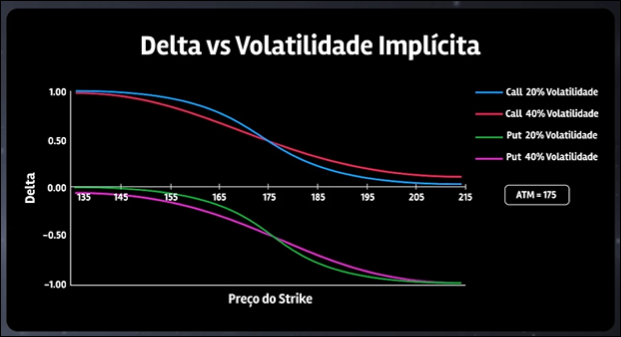 Delta vs Volatilidade Implícita
1.00
0.50
0.00
−0.50
−1.00
Delta
135 145 155 165 175 185 195 205 215
Preço do Strike
Call 20% Volatilidade
Call 40% Volatilidade
Put 20% Volatilidade
Put 40% Volatilidade
ATM = 175